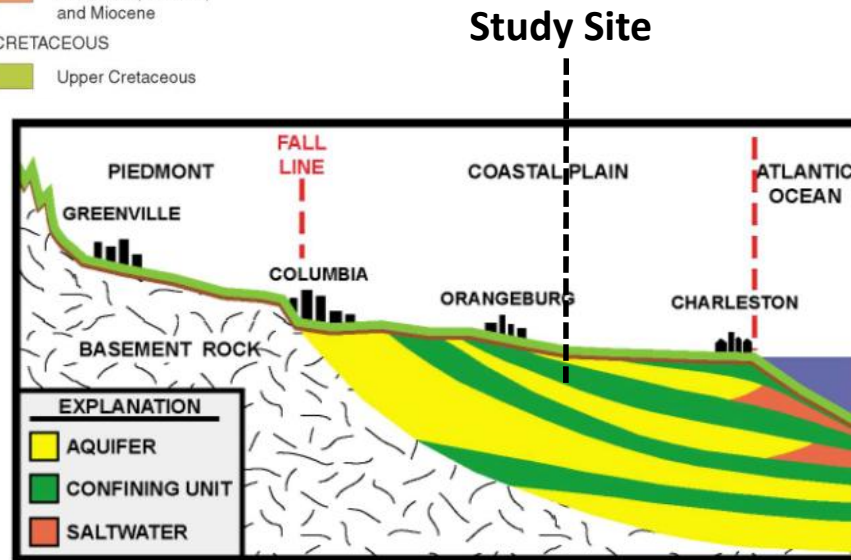 and Miocene
CRETACEOUS
Upper Cretaceous
Study Site
PIEDMONT
FALL
LINE
COASTAL PLAIN
ATLANTIC
OCEAN
GREENVILLE
COLUMBIA
ORANGEBURG
CHARLESTON
BASEMENT ROCK
EXPLANATION
AQUIFER
CONFINING UNIT
SALTWATER